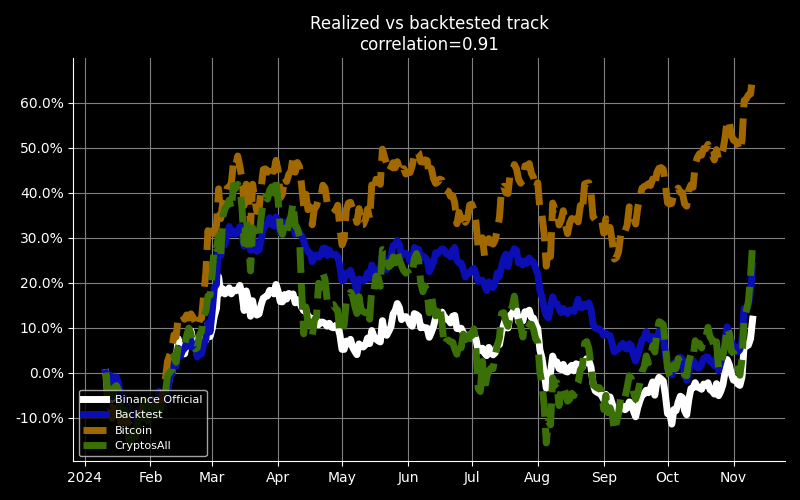 Realized vs backtested track
correlation=0.91
60.0%
50.0%
40.0%
30.0%
20.0%
10.0%
0.0%
-10.0%
Binance Official
Backtest
Bitcoin
CryptosAll
2024 Feb Mar Apr May Jun Jul Aug Sep Oct Nov